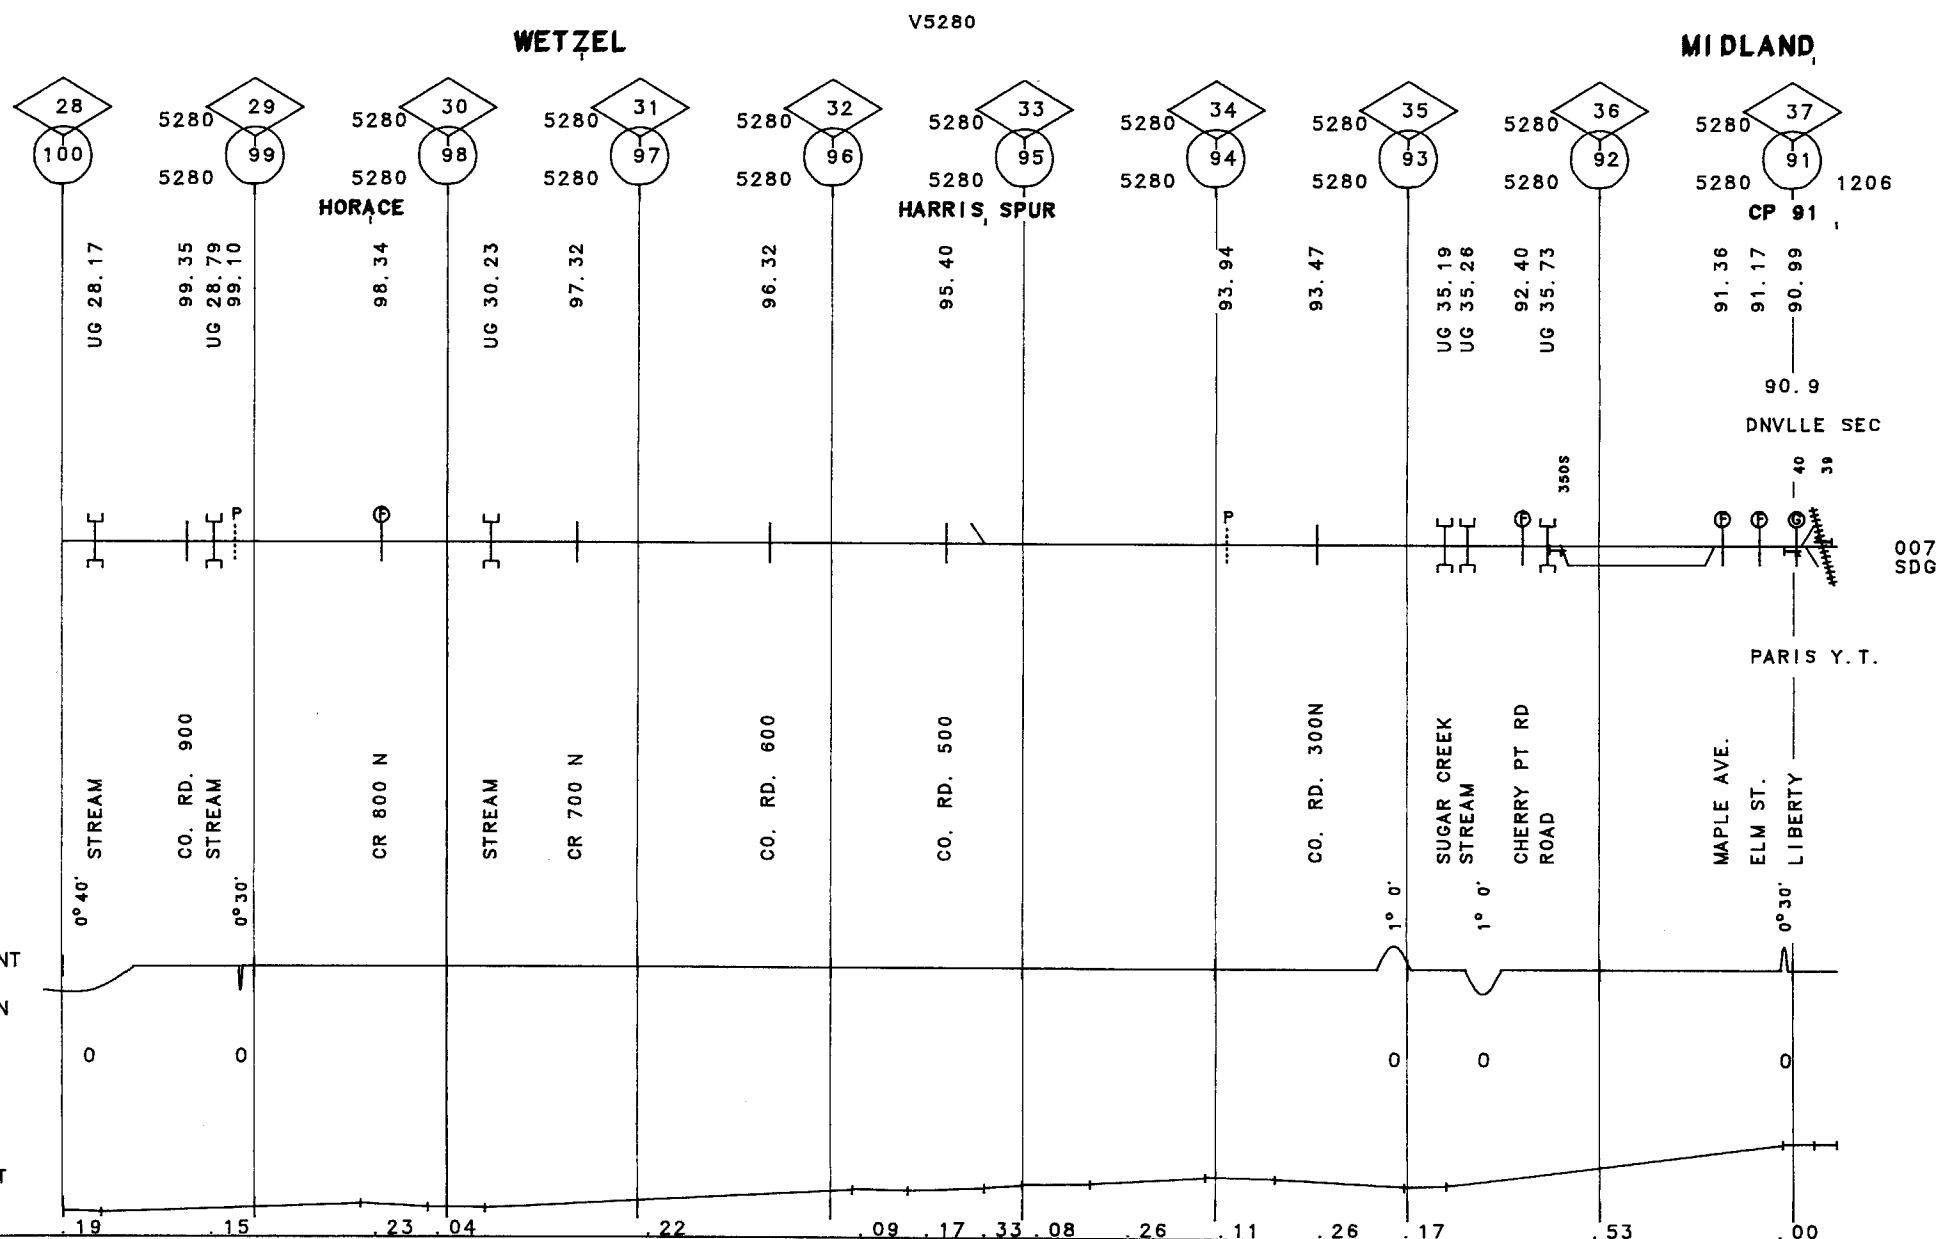 V5280
WETZEL
MIDLAND
28 29 30 31 32 33 34 35 36 37
5280 5280 5280 5280 5280 5280 5280 5280 5280
100 99 98 97 96 95 94 93 92 91
5280 5280 5280 5280 5280 5280 5280 5280 5280 1206
HORACE
HARRIS SPUR
CP 91
UG 28.17
99.35
UG 28.79
99.10
98.34
UG 30.23
97.32
96.32
95.40
93.94
93.47
UG 35.19
UG 35.26
92.40
UG 35.73
91.36
91.17
90.99
90.9
DNVLLE SEC
350S
40
39
P
F
P
F
F
F
G
007
SDG
PARIS Y.T.
STREAM
CO. RD. 900
STREAM
CR 800 N
STREAM
CR 700 N
CO. RD. 600
CO. RD. 500
CO. RD. 300N
SUGAR CREEK
STREAM
CHERRY PT RD
ROAD
MAPLE AVE.
ELM ST.
LIBERTY
0°40'
0°30'
1° 0'
1° 0'
0°30'
NT
N
0 0 0 0 0
T
.19 .15 .23 .04 .22 .09 .17 .33 .08 .26 .11 .26 .17 .53 .00